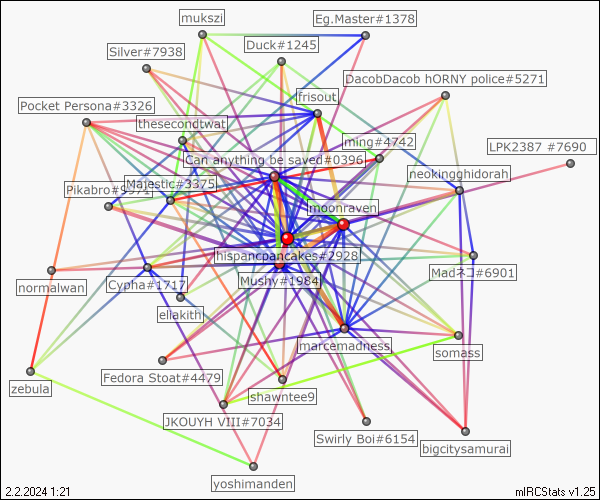 mukszi
Eg.Master#1378
Silver#7938
Duck#1245
DacobDacob hORNY police#5271
frisout
Pocket Persona#3326
thesecondtwat
ming#4742
LPK2387 #7690
Can anything be saved#0396
neokingghidorah
Majestic#3375
Pikabro#9971
moonraven
hispancpancakes#2928
Madネコ#6901
Mushy#1984
normalwan
Cypha#1717
ellakith
marcemadness
somass
Fedora Stoat#4479
zebula
shawntee9
JKOUYH VIII#7034
Swirly Boi#6154
bigcitysamurai
yoshimanden
2.2.2024 1:21
mIRCStats v1.25